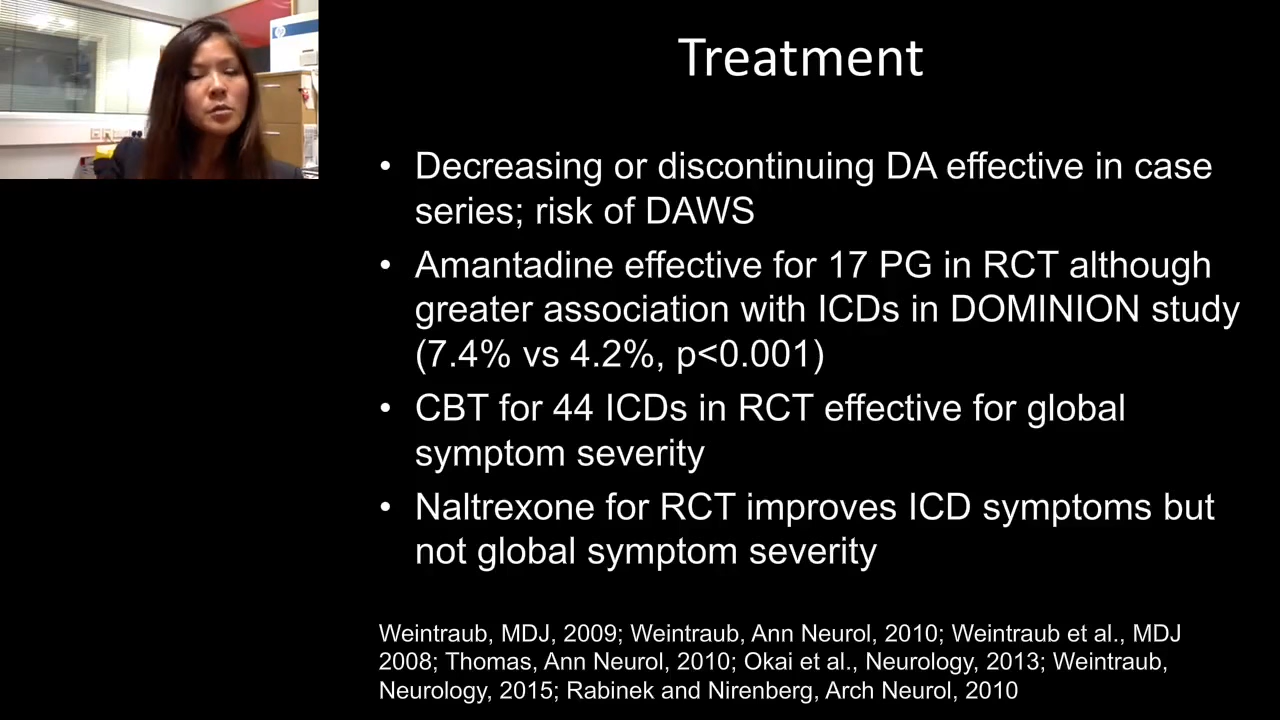 Treatment
• Decreasing or discontinuing DA effective in case
series; risk of DAWS
• Amantadine effective for 17 PG in RCT although
greater association with ICDs in DOMINION study
(7.4% vs 4.2%, p<0.001)
• CBT for 44 ICDs in RCT effective for global
symptom severity
• Naltrexone for RCT improves ICD symptoms but
not global symptom severity
Weintraub, MDJ, 2009; Weintraub, Ann Neurol, 2010; Weintraub et al., MDJ
2008; Thomas, Ann Neurol, 2010; Okai et al., Neurology, 2013; Weintraub,
Neurology, 2015; Rabinek and Nirenberg, Arch Neurol, 2010